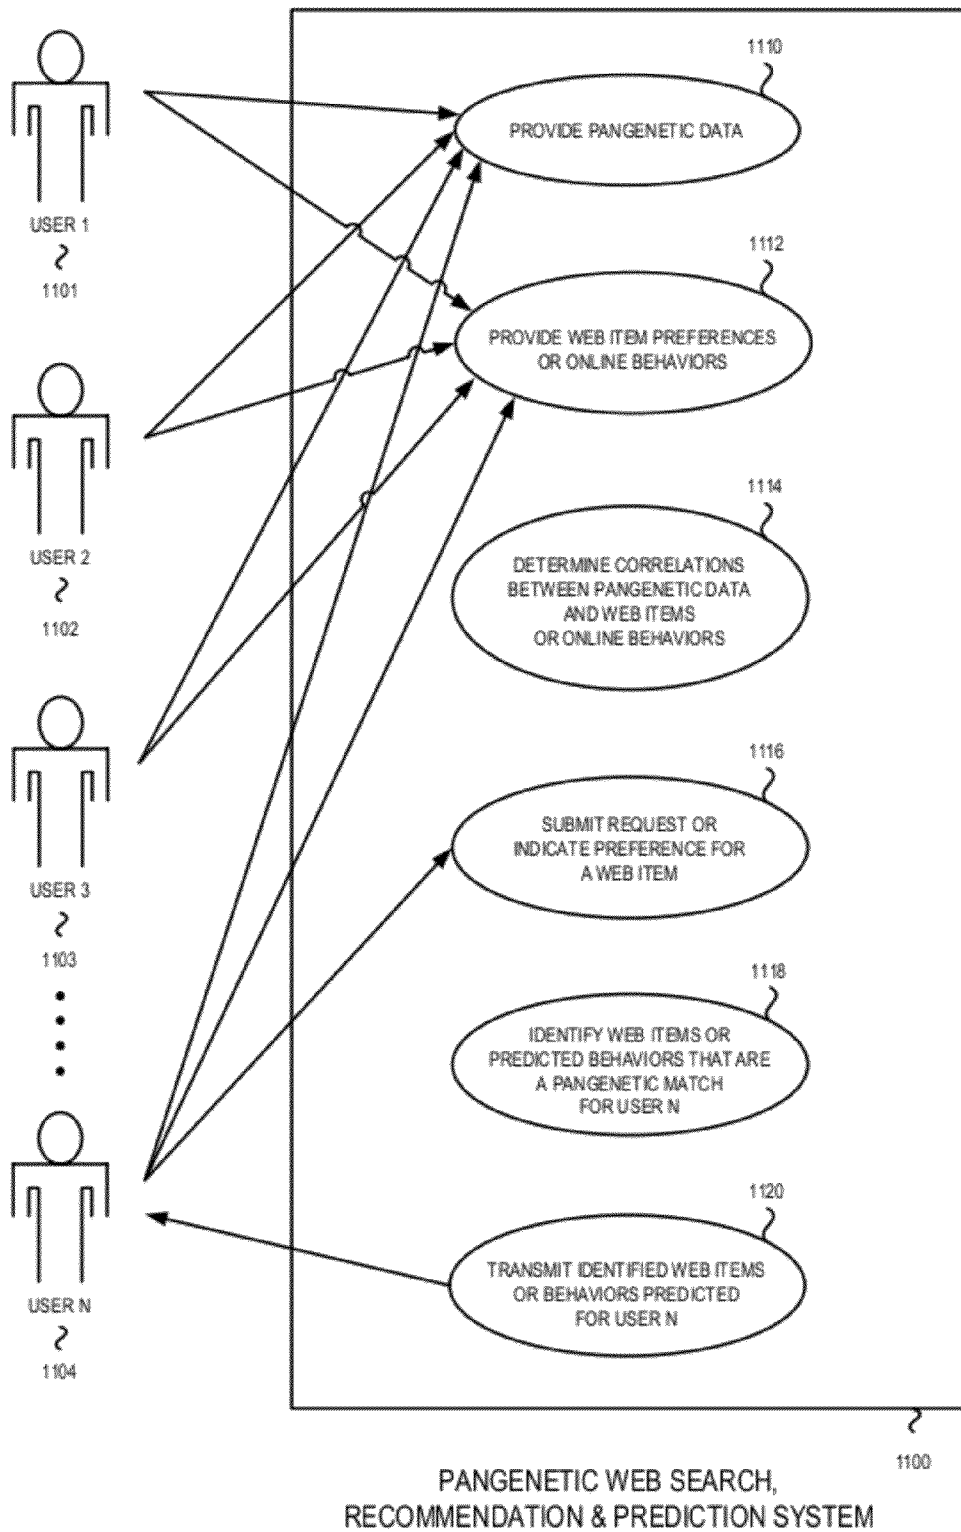 1110
PROVIDE PANGENETIC DATA
USER 1
1101
1112
PROVIDE WEB ITEM PREFERENCES
OR ONLINE BEHAVIORS
USER 2
1102
1114
DETERMINE CORRELATIONS
BETWEEN PANGENETIC DATA
AND WEB ITEMS
OR ONLINE BEHAVIORS
USER 3
1103
1116
SUBMIT REQUEST OR
INDICATE PREFERENCE FOR
A WEB ITEM
1118
IDENTIFY WEB ITEMS OR
PREDICTED BEHAVIORS THAT ARE
A PANGENETIC MATCH
FOR USER N
1120
TRANSMIT IDENTIFIED WEB ITEMS
OR BEHAVIORS PREDICTED
FOR USER N
USER N
1104
1100
PANGENETIC WEB SEARCH,
RECOMMENDATION & PREDICTION SYSTEM